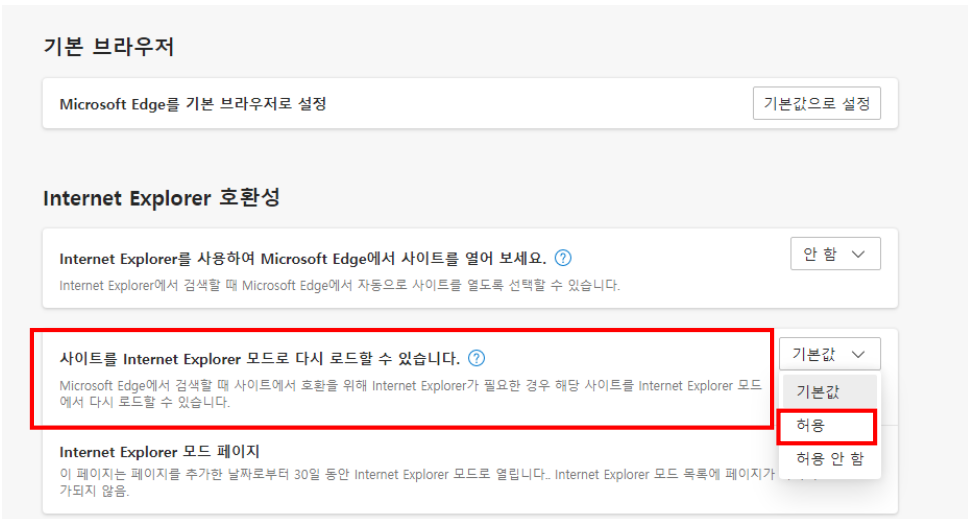 기본 브라우저
Microsoft Edge를 기본 브라우저로 설정
기본값으로 설정
Internet Explorer 호환성
Internet Explorer를 사용하여 Microsoft Edge에서 사이트를 열어 보세요.
안 함
Internet Explorer에서 검색할 때 Microsoft Edge에서 자동으로 사이트를 열도록 선택할 수 있습니다.
사이트를 Internet Explorer 모드로 다시 로드할 수 있습니다.
기본값
Microsoft Edge에서 검색할 때 사이트에서 호환을 위해 Internet Explorer가 필요한 경우 해당 사이트를 Internet Explorer 모드
에서 다시 로드할 수 있습니다.
기본값
허용
허용 안 함
Internet Explorer 모드 페이지
이 페이지는 페이지를 추가한 날짜로부터 30일 동안 Internet Explorer 모드로 열립니다.. Internet Explorer 모드 목록에 페이지가
가되지 않음.